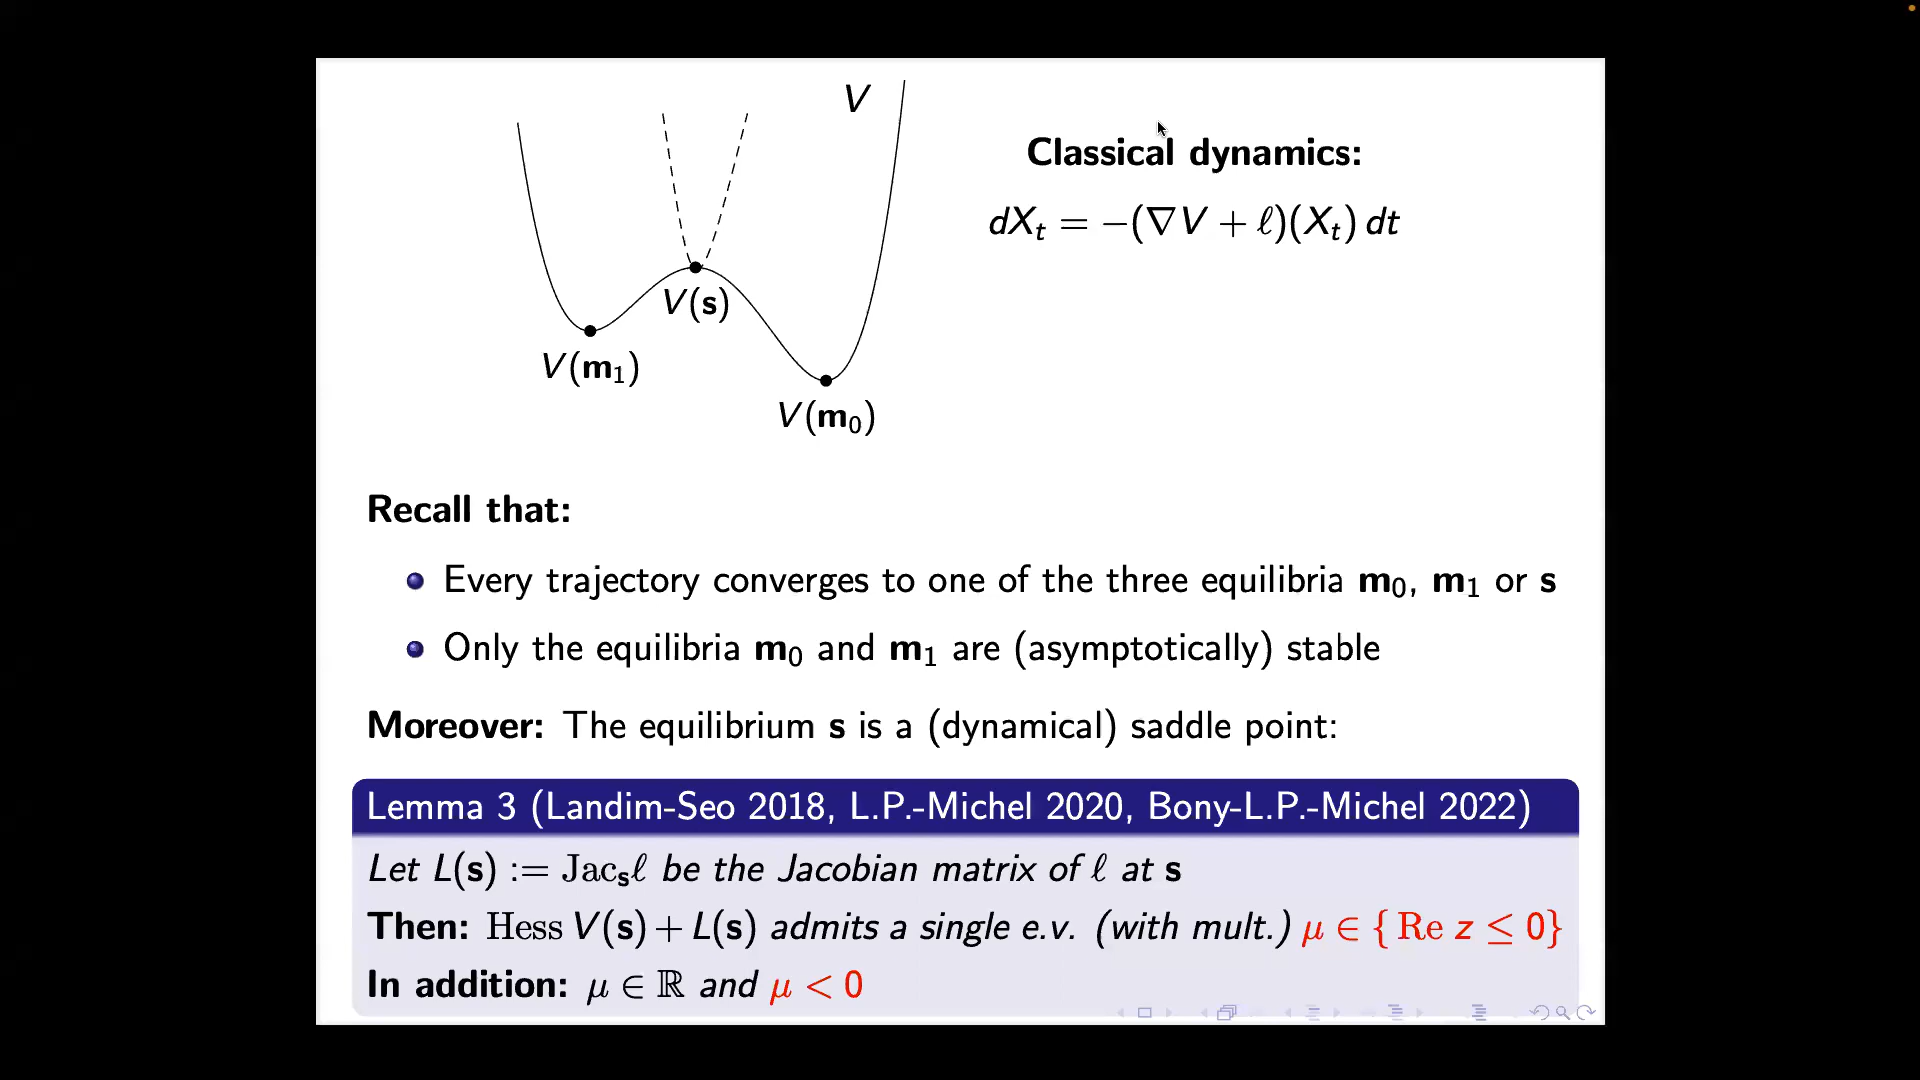 V
Classical dynamics:
dXₜ = −(∇V + ℓ)(Xₜ) dt
V(s)
V(m₁)
V(m₀)
Recall that:
Every trajectory converges to one of the three equilibria m₀, m₁ or s
Only the equilibria m₀ and m₁ are (asymptotically) stable
Moreover: The equilibrium s is a (dynamical) saddle point:
Lemma 3 (Landim-Seo 2018, L.P.-Michel 2020, Bony-L.P.-Michel 2022)
Let L(s) := Jacₛℓ be the Jacobian matrix of ℓ at s
Then: Hess V(s) + L(s) admits a single e.v. (with mult.) μ ∈ { Re z ≤ 0}
In addition: μ ∈ ℝ and μ < 0